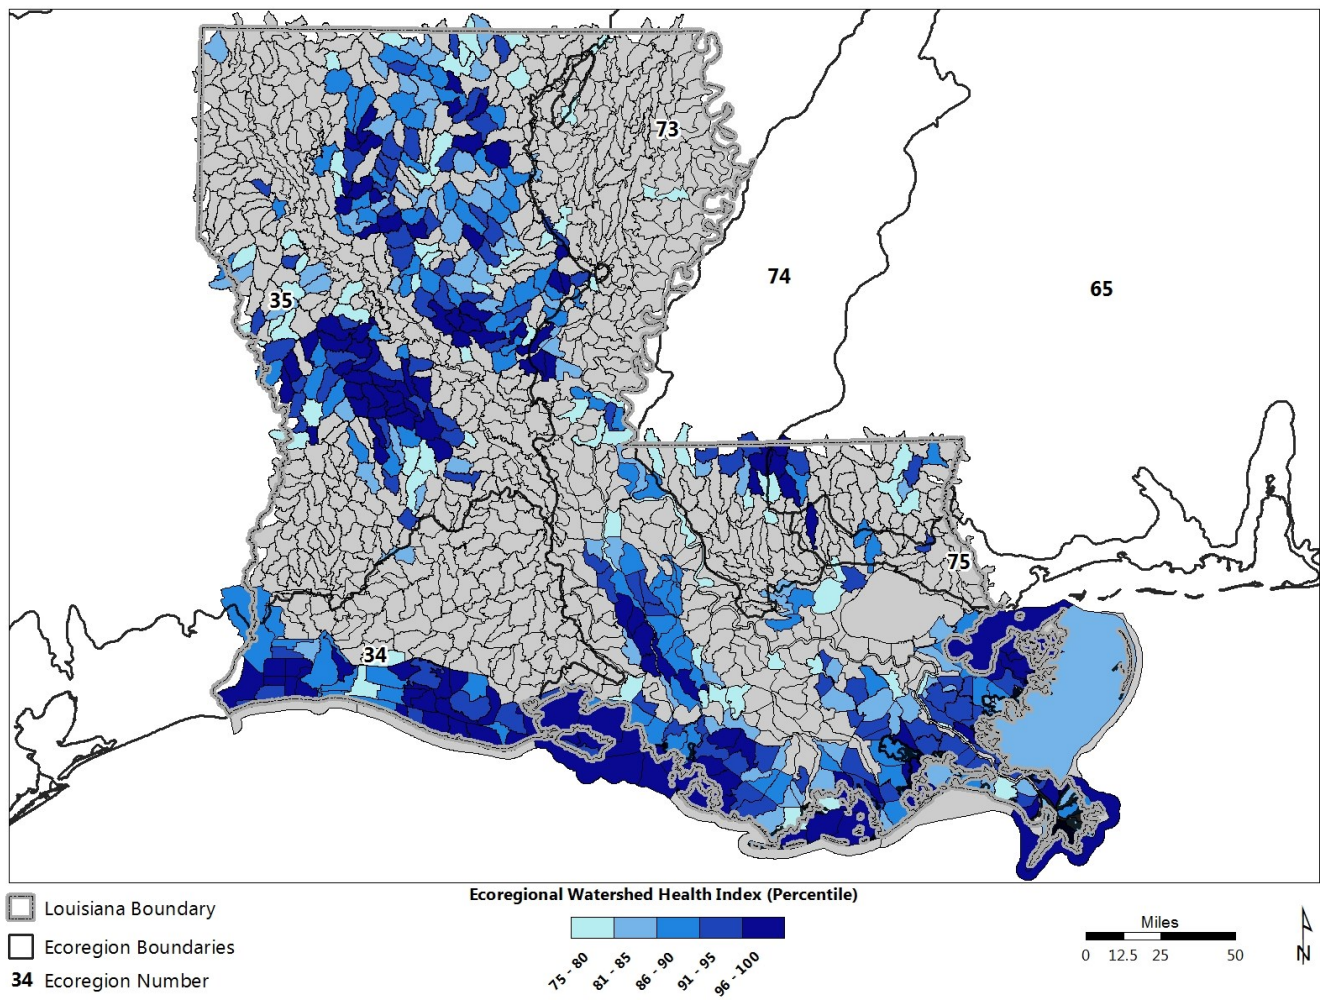 73
74
65
35
75
34
Ecoregional Watershed Health Index (Percentile)
75 - 80
81 - 85
86 - 90
91 - 95
96 - 100
Louisiana Boundary
Ecoregion Boundaries
34 Ecoregion Number
Miles
0 12.5 25 50
N